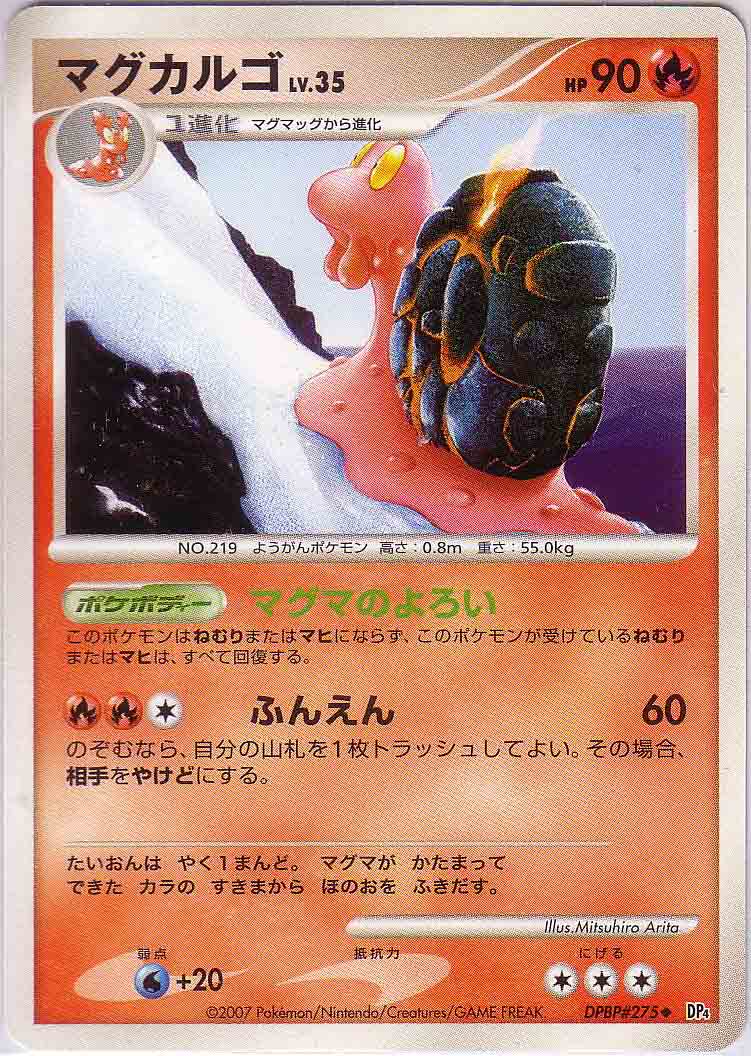 マグカルゴ LV.35 HP 90
1進化 マグマッグから進化
NO.219 ようがんポケモン 高さ:0.8m 重さ:55.0kg
ポケボディー マグマのよろい
このポケモンはねむりまたはマヒにならず、このポケモンが受けているねむり
またはマヒは、すべて回復する。
ふんえん 60
のぞむなら、自分の山札を1枚トラッシュしてよい。その場合、
相手をやけどにする。
たいおんは やく1まんど。 マグマが かたまって
できた カラの すきまから ほのおを ふきだす。
Illus.Mitsuhiro Arita
弱点 抵抗力 にげる
+20
©2007 Pokémon/Nintendo/Creatures/GAME FREAK. DPBP#275◆ DP4